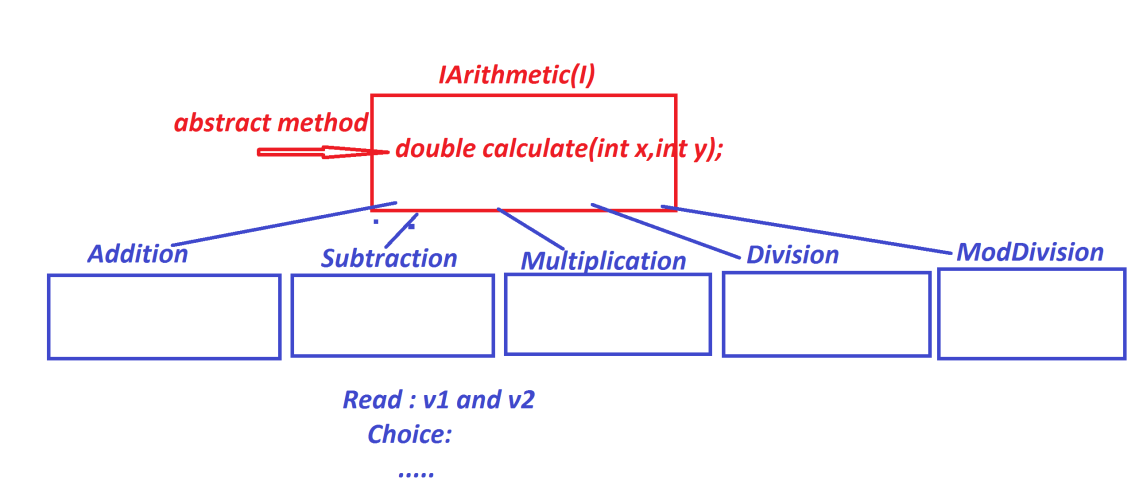 IArithmetic(I)
abstract method
double calculate(int x,int y);
Addition
Subtraction
Multiplication
Division
ModDivision
Read : v1 and v2
Choice:
.....